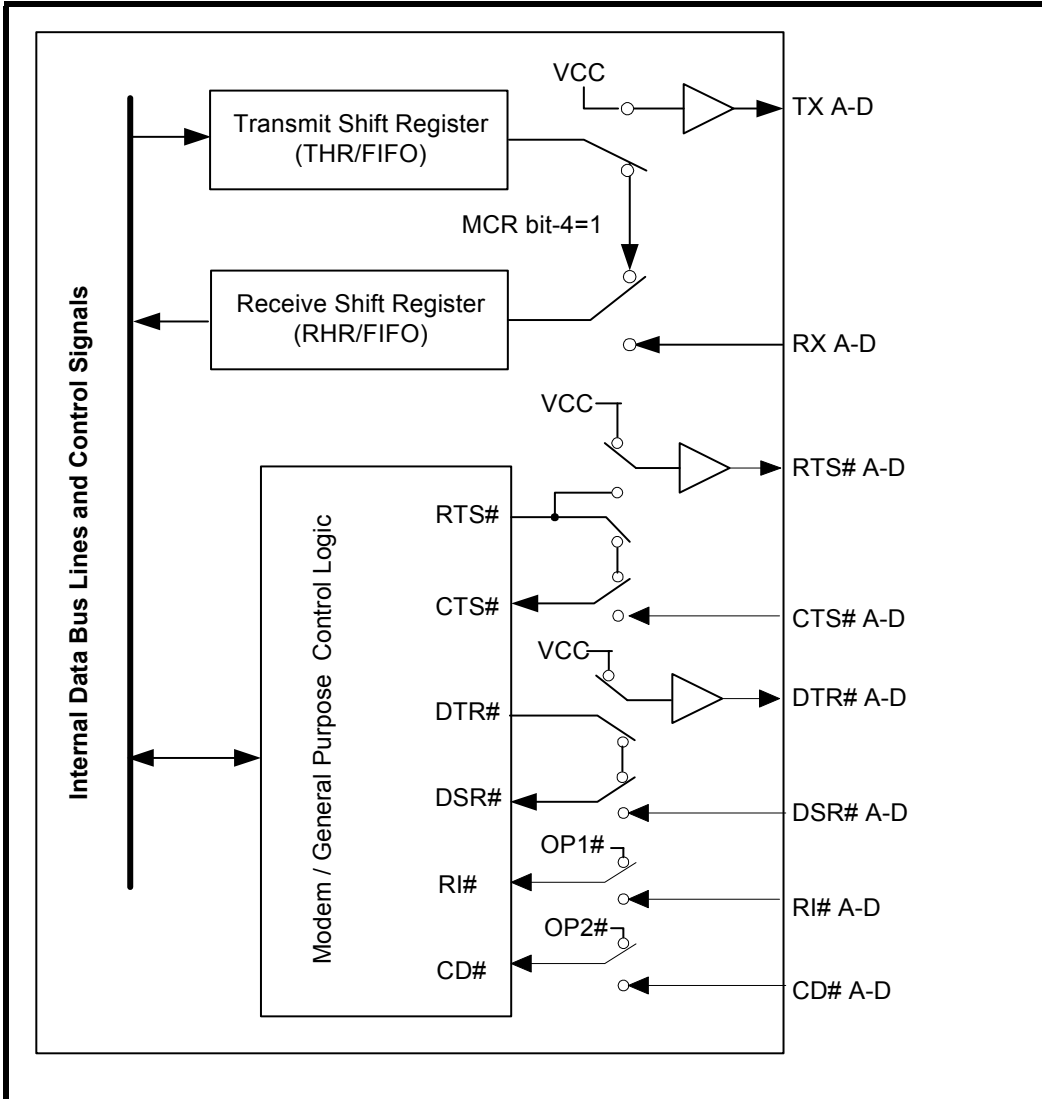 VCC
TX A-D
Transmit Shift Register
(THR/FIFO)
MCR bit-4=1
Receive Shift Register
(RHR/FIFO)
RX A-D
Internal Data Bus Lines and Control Signals
VCC
RTS# A-D
RTS#
Modem / General Purpose Control Logic
CTS#
CTS# A-D
VCC
DTR# A-D
DTR#
DSR#
DSR# A-D
OP1#
RI#
RI# A-D
OP2#
CD#
CD# A-D